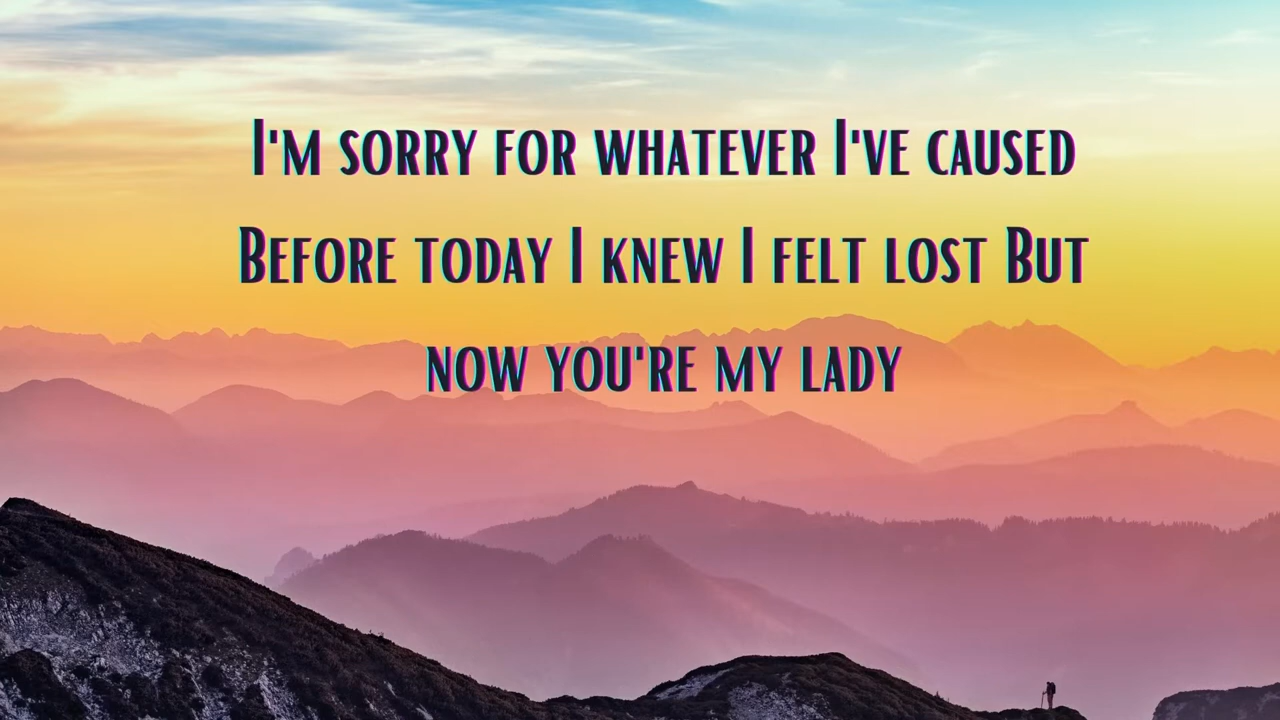 I'm sorry for whatever I've caused
Before today I knew I felt lost But
now you're my lady